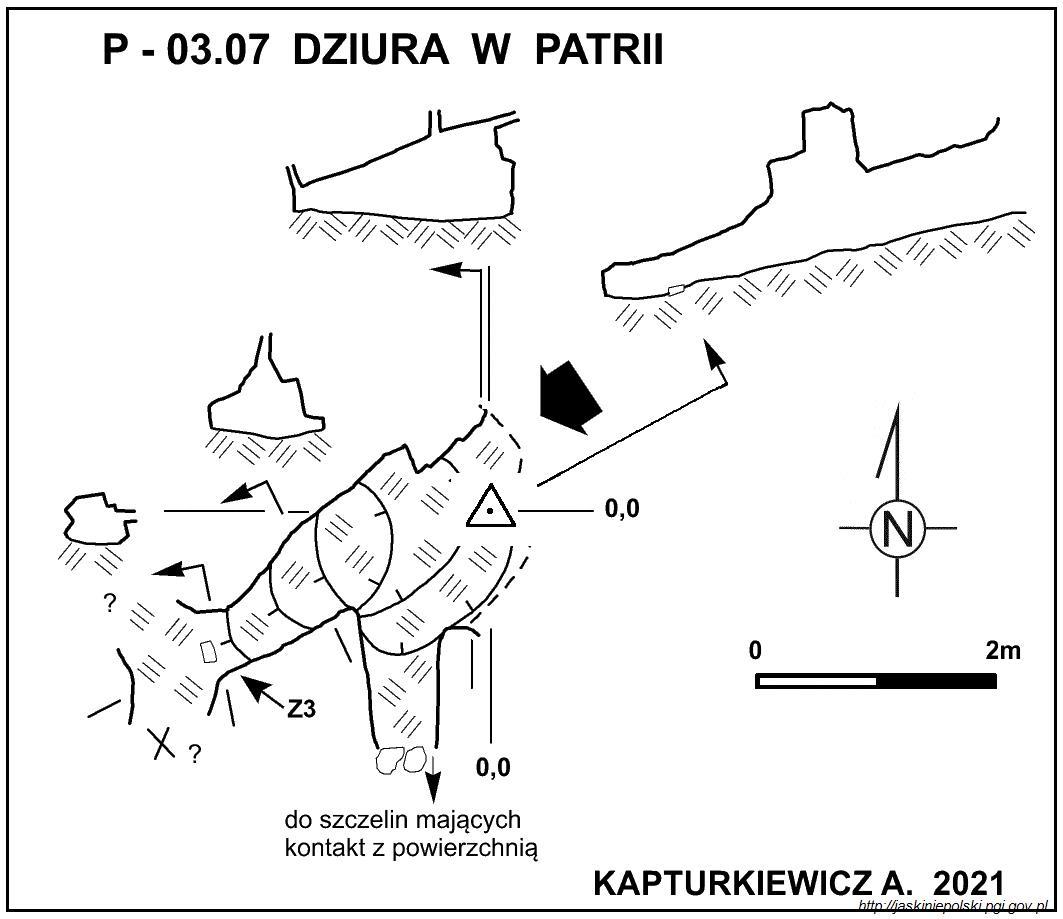 P - 03.07 DZIURA W PATRII
0,0
N
?
0
2m
Z3
?
0,0
do szczelin mających
kontakt z powierzchnią
KAPTURKIEWICZ A. 2021
http://jaskiniepolski.pgi.gov.pl